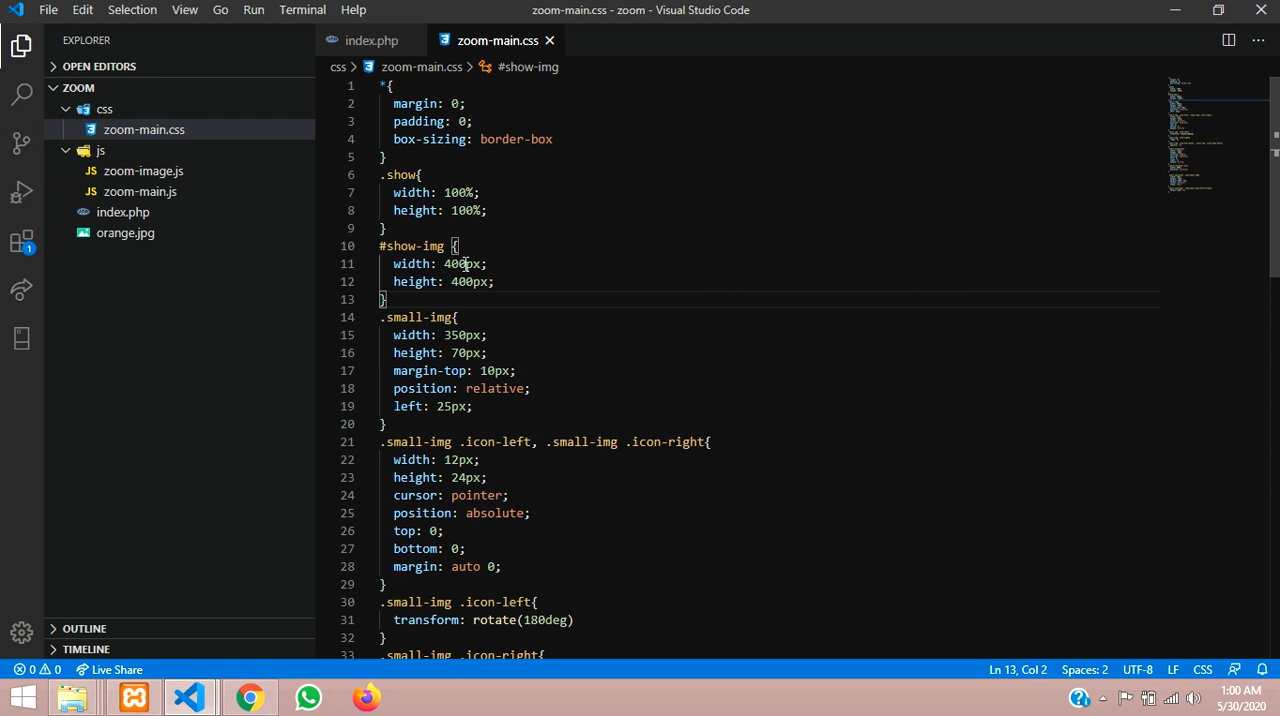 File Edit Selection View Go Run Terminal Help
zoom-main.css - zoom - Visual Studio Code
EXPLORER
OPEN EDITORS
ZOOM
css
zoom-main.css
js
JS zoom-image.js
JS zoom-main.js
index.php
orange.jpg
OUTLINE
TIMELINE
index.php
zoom-main.css
css > zoom-main.css > #show-img
1 *{
2 margin: 0;
3 padding: 0;
4 box-sizing: border-box
5 }
6 .show{
7 width: 100%;
8 height: 100%;
9 }
10 #show-img {
11 width: 400px;
12 height: 400px;
13 }
14 .small-img{
15 width: 350px;
16 height: 70px;
17 margin-top: 10px;
18 position: relative;
19 left: 25px;
20 }
21 .small-img .icon-left, .small-img .icon-right{
22 width: 12px;
23 height: 24px;
24 cursor: pointer;
25 position: absolute;
26 top: 0;
27 bottom: 0;
28 margin: auto 0;
29 }
30 .small-img .icon-left{
31 transform: rotate(180deg)
32 }
33 .small-img .icon-right{
1
0 0 Live Share
Ln 13, Col 2 Spaces: 2 UTF-8 LF CSS
1:00 AM
5/30/2020